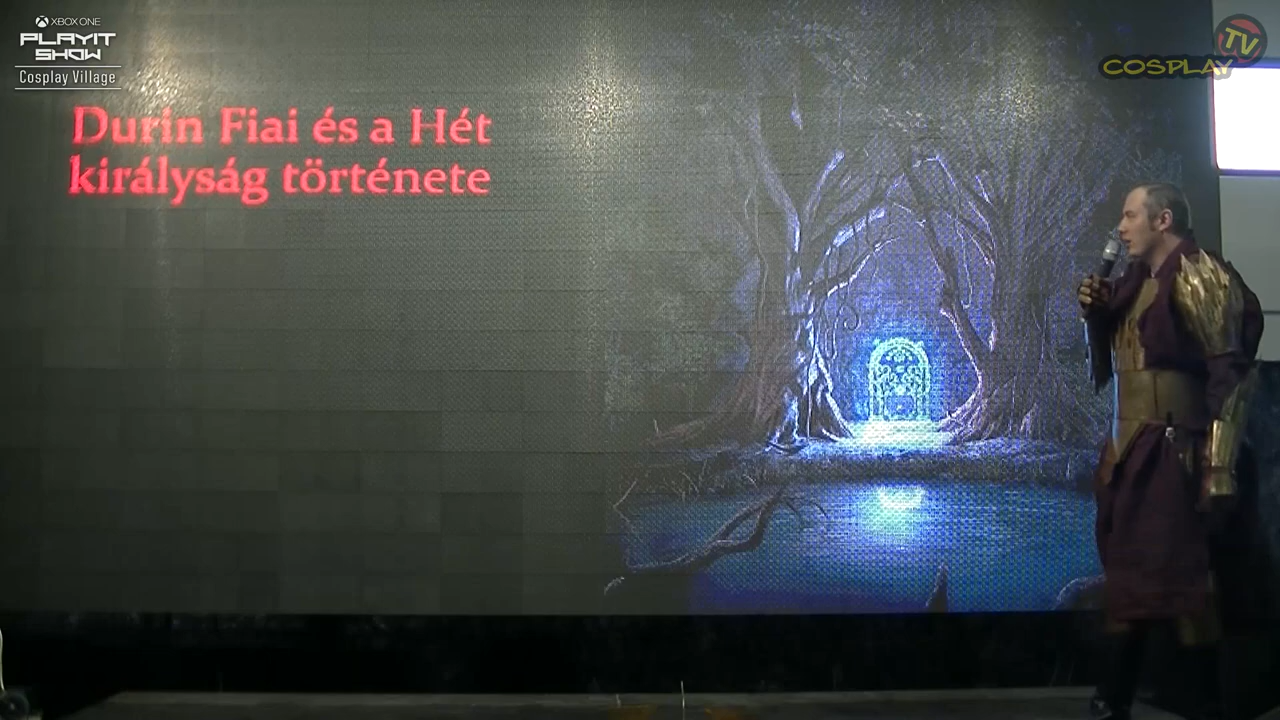 XBOX ONE
PLAYIT
SHOW
Cosplay Village
COSPLAY TV
Durin Fiai és a Hét
királyság története